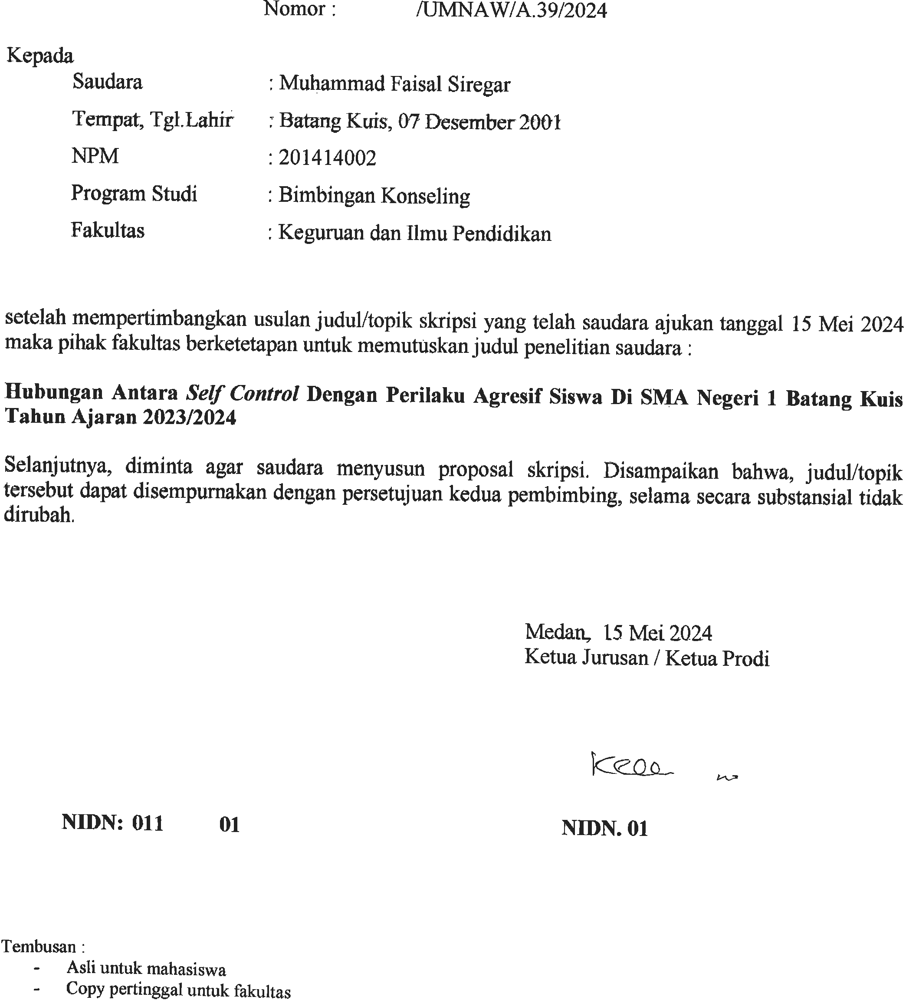 Nomor : /UMNAW/A.39/2024
Kepada
Saudara : Muhammad Faisal Siregar
Tempat, Tgl.Lahir : Batang Kuis, 07 Desember 2001
NPM : 201414002
Program Studi : Bimbingan Konseling
Fakultas : Keguruan dan Ilmu Pendidikan
setelah mempertimbangkan usulan judul/topik skripsi yang telah saudara ajukan tanggal 15 Mei 2024
maka pihak fakultas berketetapan untuk memutuskan judul penelitian saudara :
Hubungan Antara Self Control Dengan Perilaku Agresif Siswa Di SMA Negeri 1 Batang Kuis
Tahun Ajaran 2023/2024
Selanjutnya, diminta agar saudara menyusun proposal skripsi. Disampaikan bahwa, judul/topik
tersebut dapat disempurnakan dengan persetujuan kedua pembimbing, selama secara substansial tidak
dirubah.
Medan, 15 Mei 2024
Ketua Jurusan / Ketua Prodi
NIDN: 011 01
NIDN. 01
Tembusan :
- Asli untuk mahasiswa
- Copy pertinggal untuk fakultas